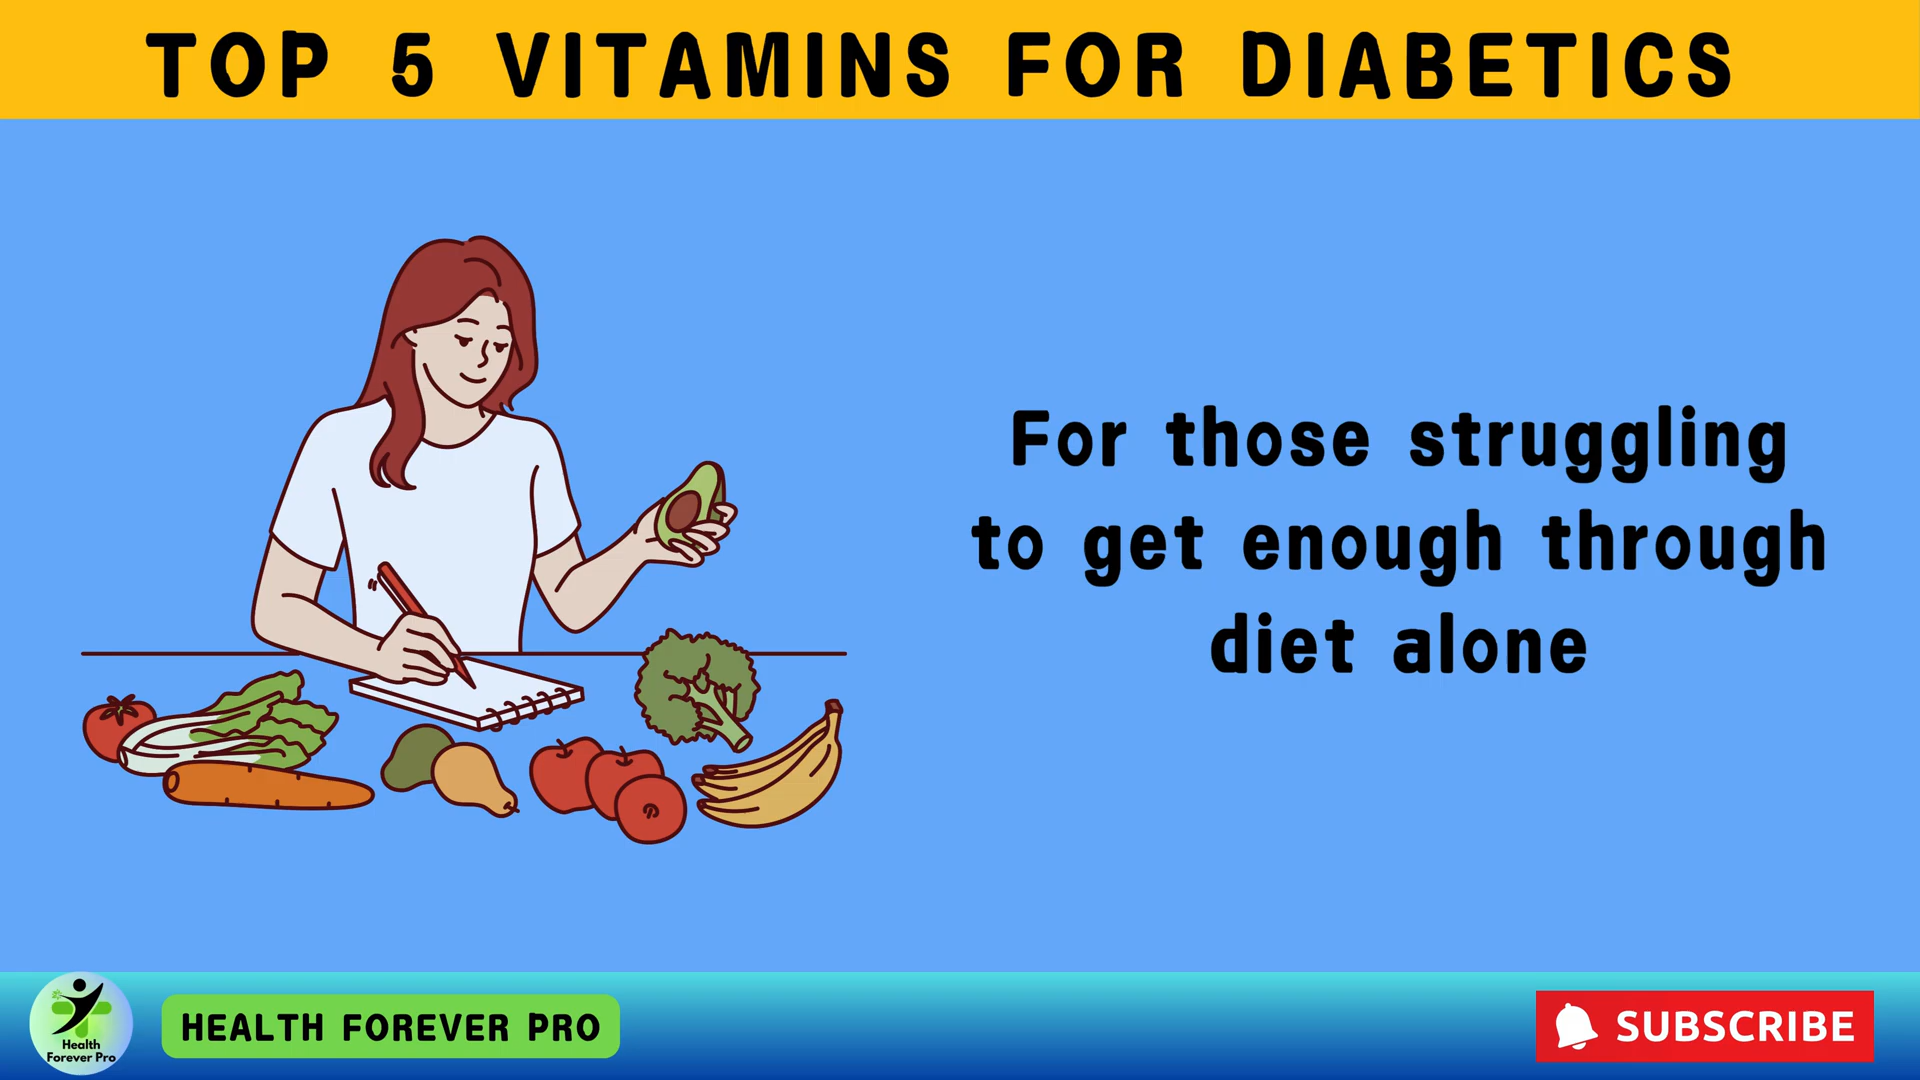 TOP 5 VITAMINS FOR DIABETICS
For those struggling
to get enough through
diet alone
Health
Forever Pro
HEALTH FOREVER PRO
SUBSCRIBE